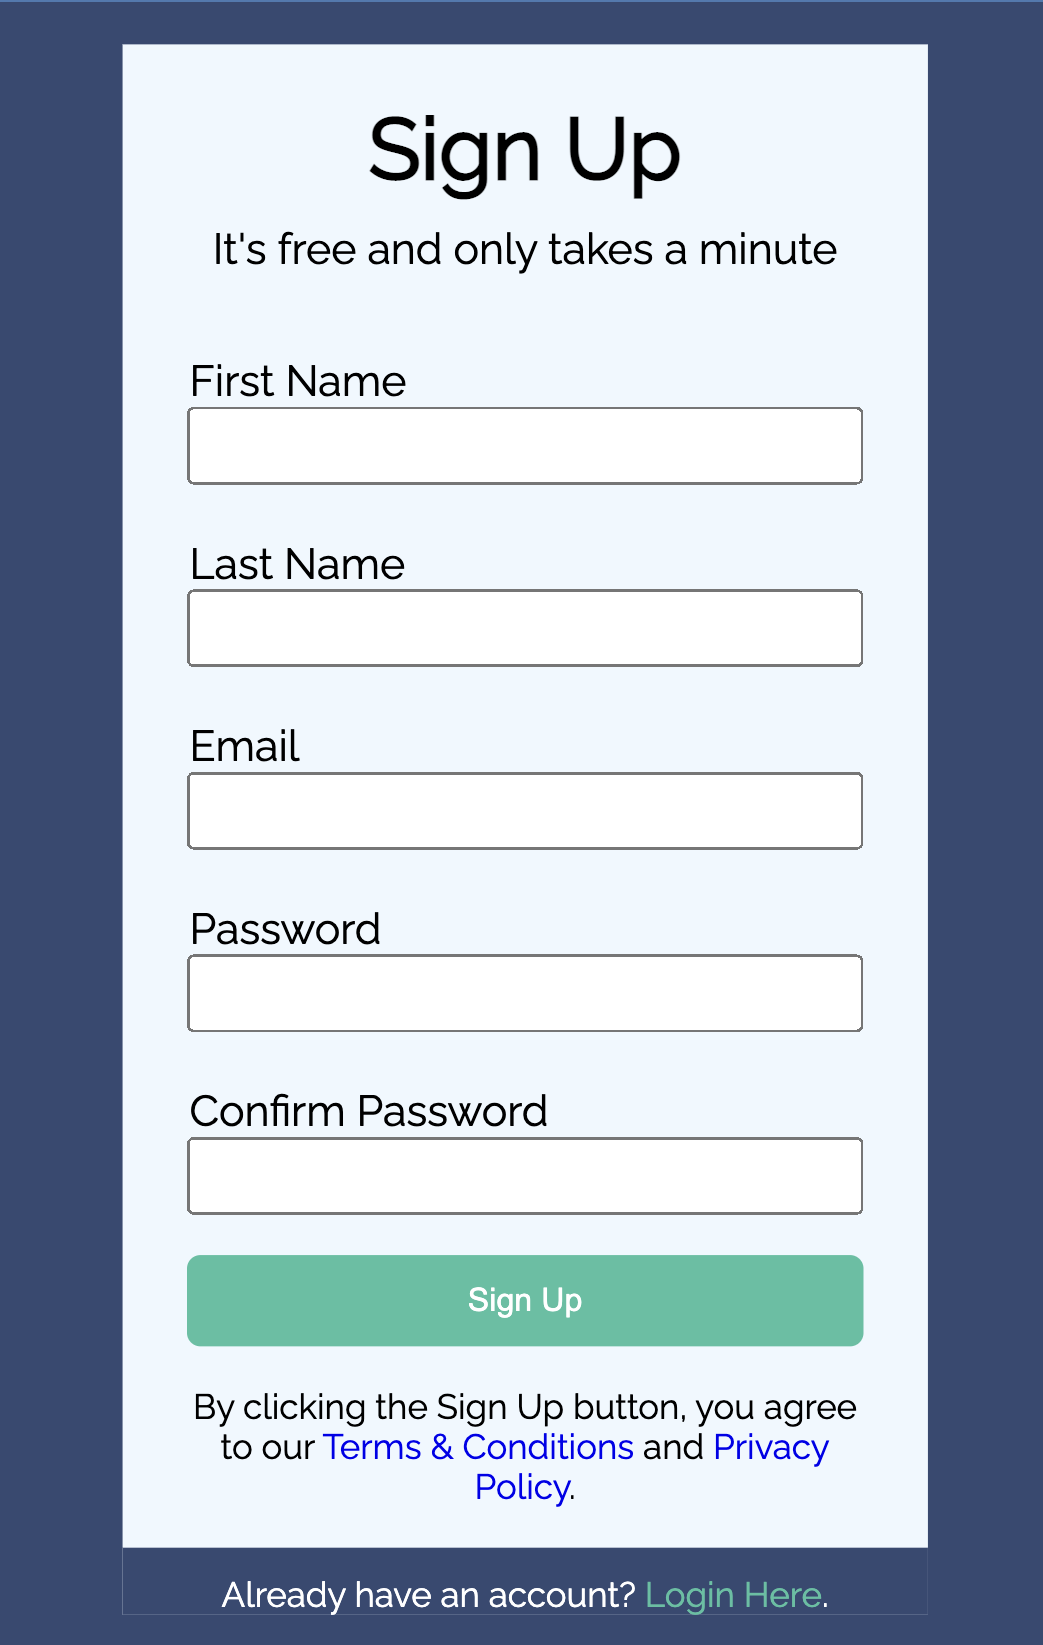 Sign Up
It's free and only takes a minute
First Name
Last Name
Email
Password
Confirm Password
Sign Up
By clicking the Sign Up button, you agree
to our Terms & Conditions and Privacy
Policy.
Already have an account? Login Here.